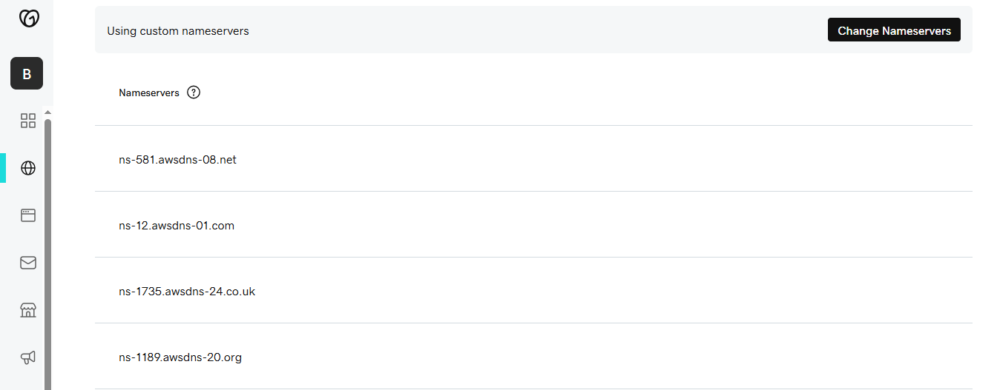 Using custom nameservers
Change Nameservers
B
Nameservers ?
ns-581.awsdns-08.net
ns-12.awsdns-01.com
ns-1735.awsdns-24.co.uk
ns-1189.awsdns-20.org